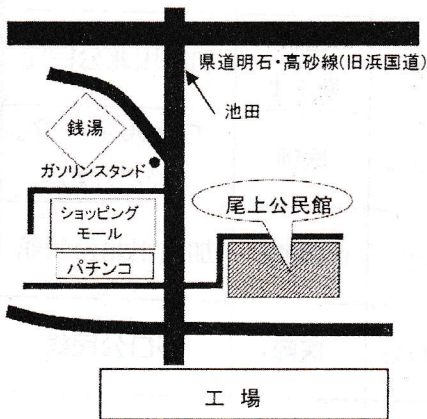 県道明石・高砂線(旧浜国道)
池田
銭湯
ガソリンスタンド
尾上公民館
ショッピング
モール
パチンコ
工場